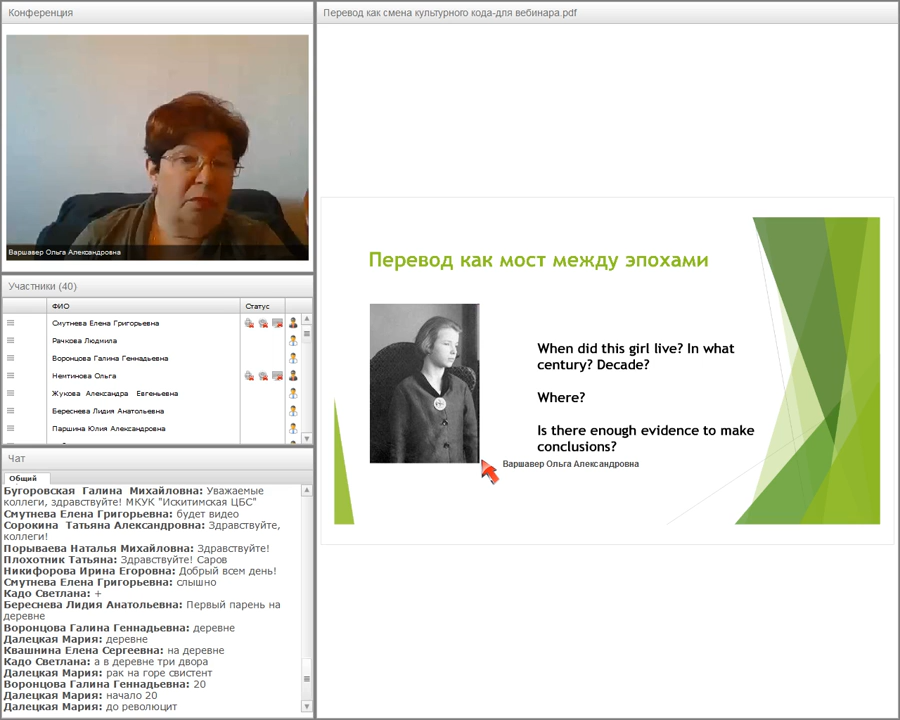 Конференция
Варшавер Ольга Александровна
Участники (40)
ФИО
Статус
Смутнева Елена Григорьевна
Рачкова Людмила
Воронцова Галина Геннадьевна
Немтинова Ольга
Жукова Александра Евгеньевна
Береснева Лидия Анатольевна
Паршина Юлия Александровна
Чат
Общий
Бугоровская Галина Михайловна: Уважаемые
коллеги, здравствуйте! МКУК "Искитимская ЦБС"
Смутнева Елена Григорьевна: будет видео
Сорокина Татьяна Александровна: Здравствуйте,
коллеги!
Порываева Наталья Михайловна: Здравствуйте!
Плохотник Татьяна: Здравствуйте! Саров
Никифорова Ирина Егоровна: Добрый всем день!
Смутнева Елена Григорьевна: слышно
Кадо Светлана: +
Береснева Лидия Анатольевна: Первый парень на
деревне
Воронцова Галина Геннадьевна: деревне
Далецкая Мария: деревне
Квашнина Елена Сергеевна: на деревне
Кадо Светлана: а в деревне три двора
Далецкая Мария: рак на горе свистент
Воронцова Галина Геннадьевна: 20
Далецкая Мария: начало 20
Далецкая Мария: до революцит
Перевод как смена культурного кода-для вебинара.pdf
Перевод как мост между эпохами
When did this girl live? In what
century? Decade?
Where?
Is there enough evidence to make
conclusions?
Варшавер Ольга Александровна